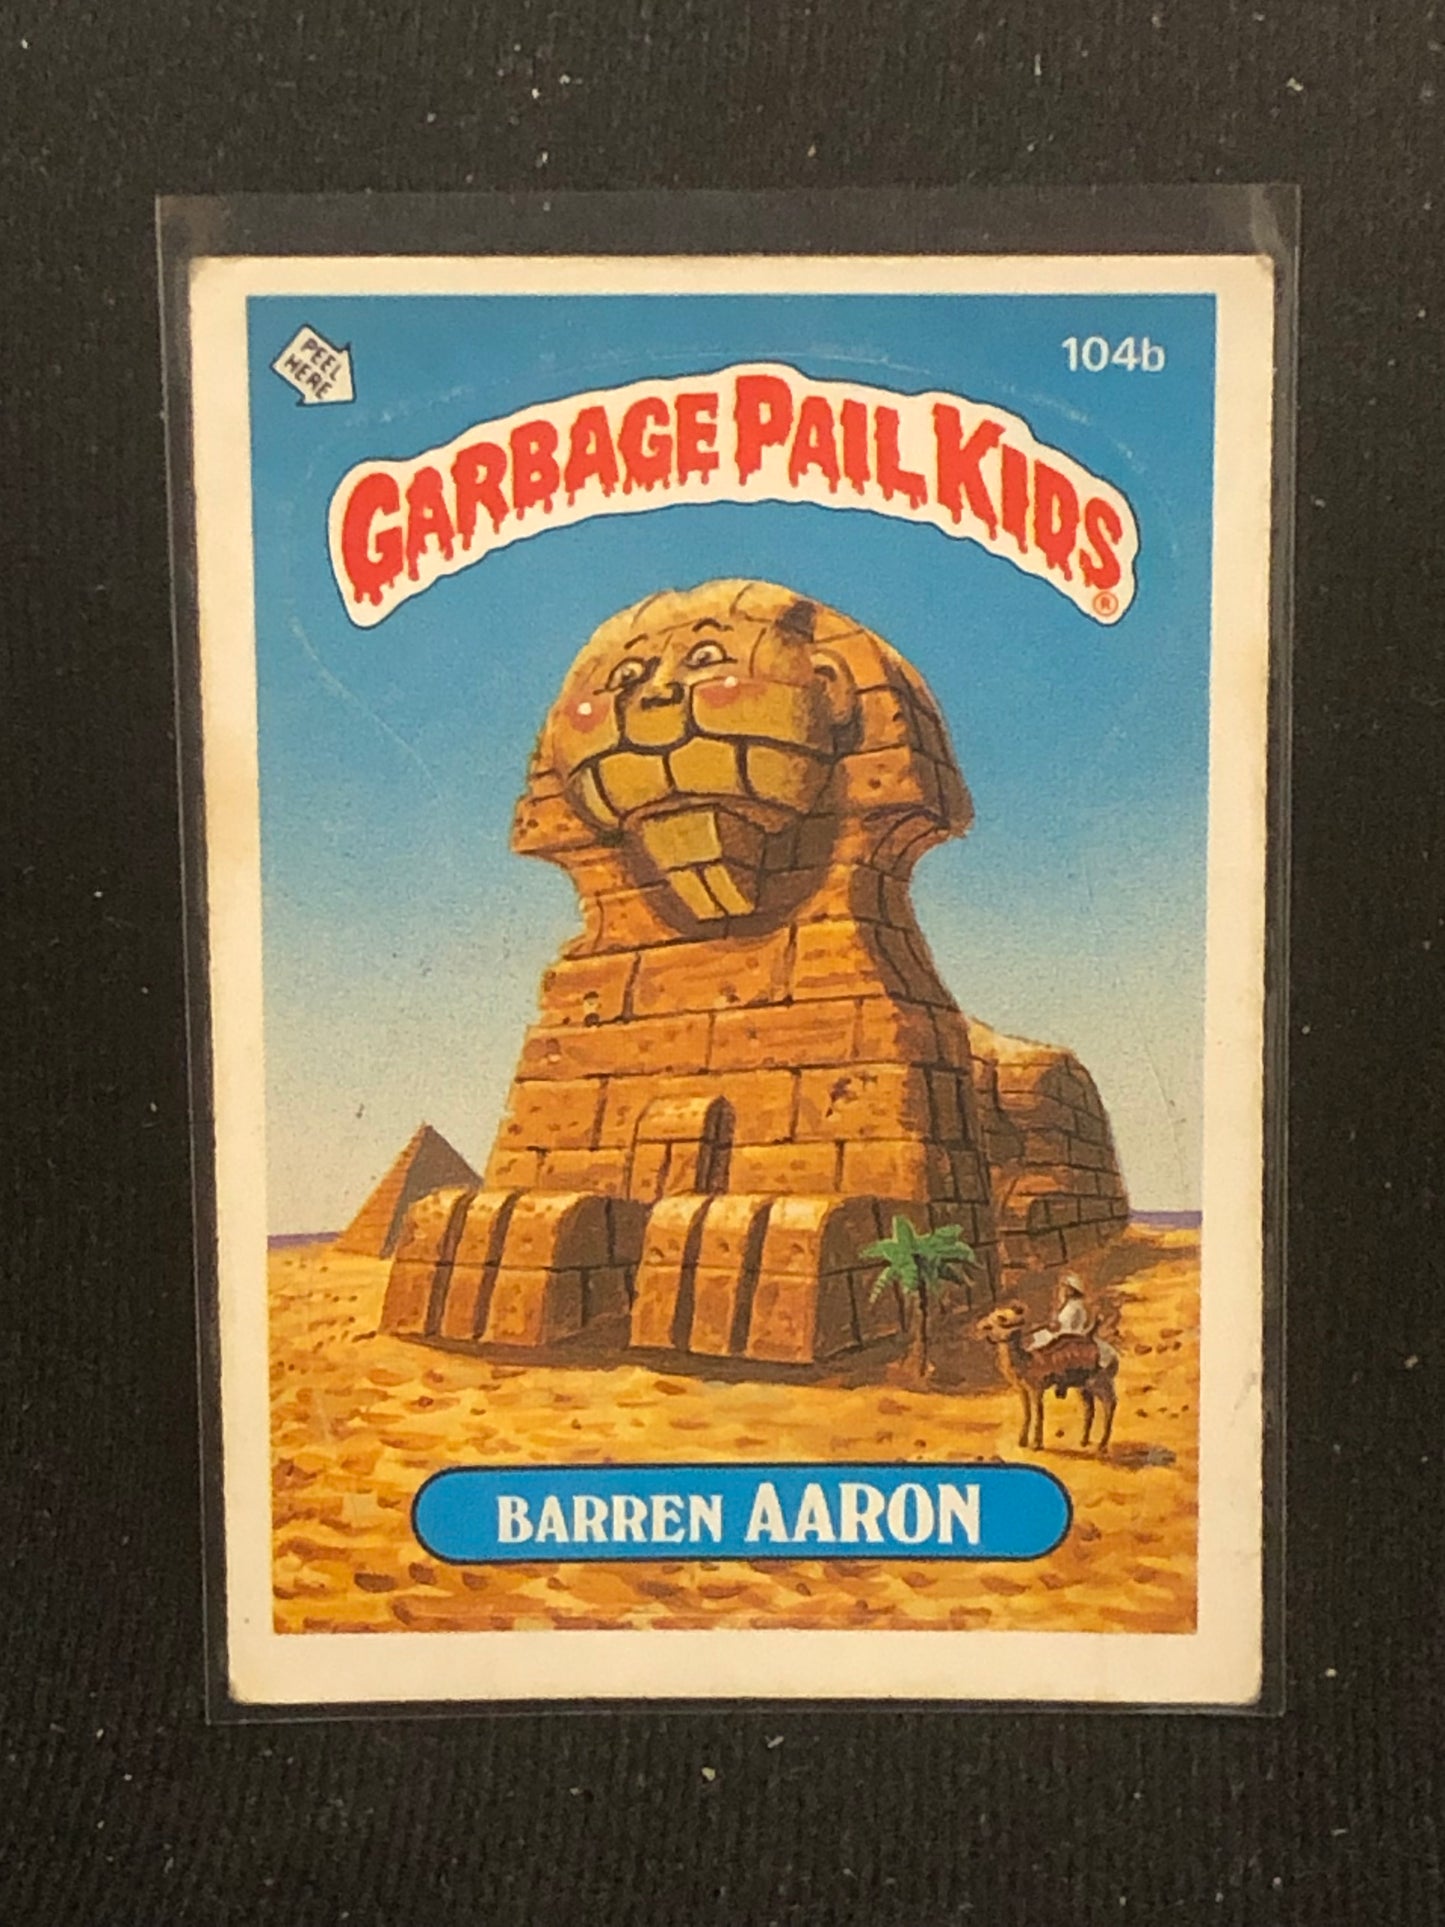 PEEL
HERE
104b
GARBAGE PAIL KIDS
®
BARREN AARON